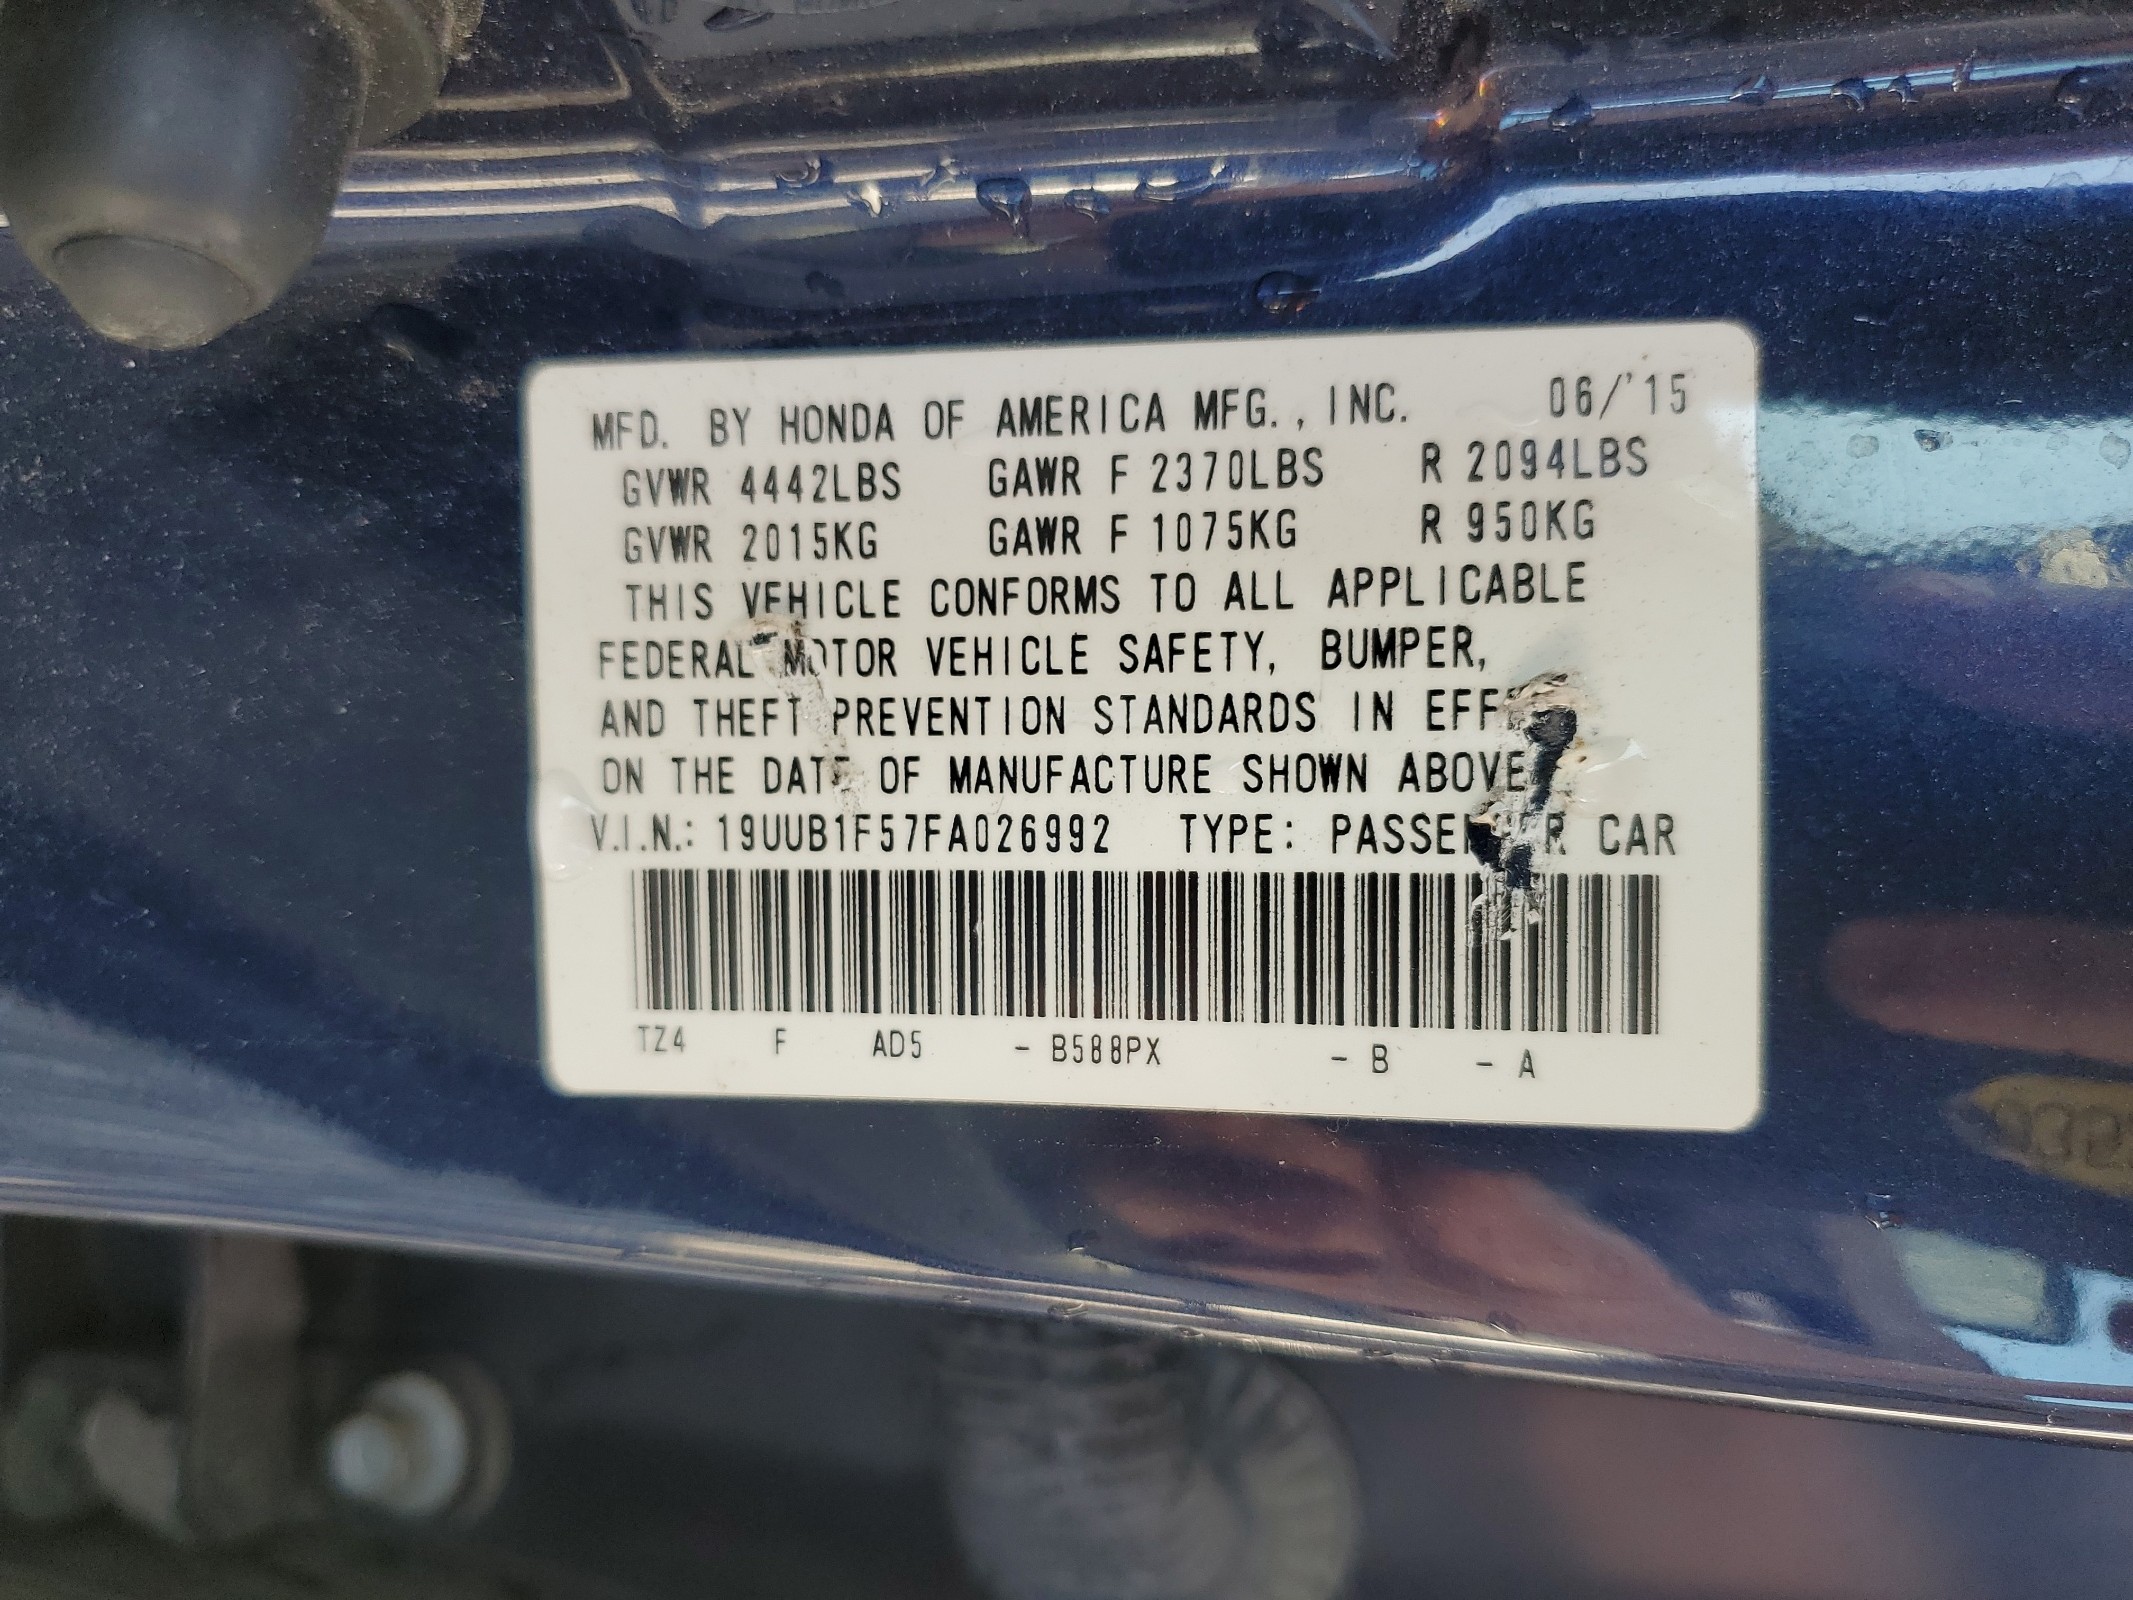 MFD. BY HONDA OF AMERICA MFG., INC. 06/'15
GVWR 4442LBS GAWR F 2370LBS R 2094LBS
GVWR 2015KG GAWR F 1075KG R 950KG
THIS VEHICLE CONFORMS TO ALL APPLICABLE
FEDERAL MOTOR VEHICLE SAFETY, BUMPER,
AND THEFT PREVENTION STANDARDS IN EFF
ON THE DATE OF MANUFACTURE SHOWN ABOVE
V.I.N.: 19UUB1F57FA026992 TYPE: PASSENGER CAR
TZ4 F AD5 - B588PX - B - A